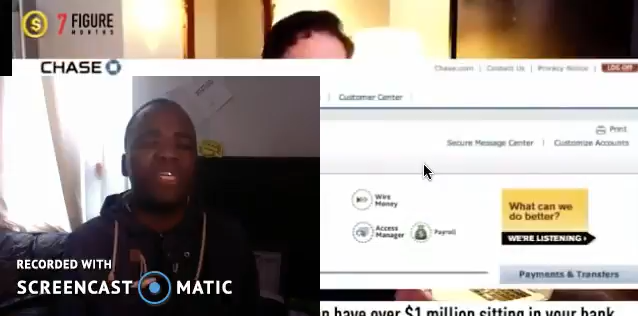 7 FIGURE
MONTHS
CHASE
Chase.com | Contact Us | Privacy Notice | LOG OFF
Customer Center
Print
Secure Message Center | Customize Accounts
Wire
Money
Access
Manager
Payroll
What can we
do better?
WE'RE LISTENING
Payments & Transfers
RECORDED WITH
SCREENCAST MATIC
have over $1 million sitting in your bank